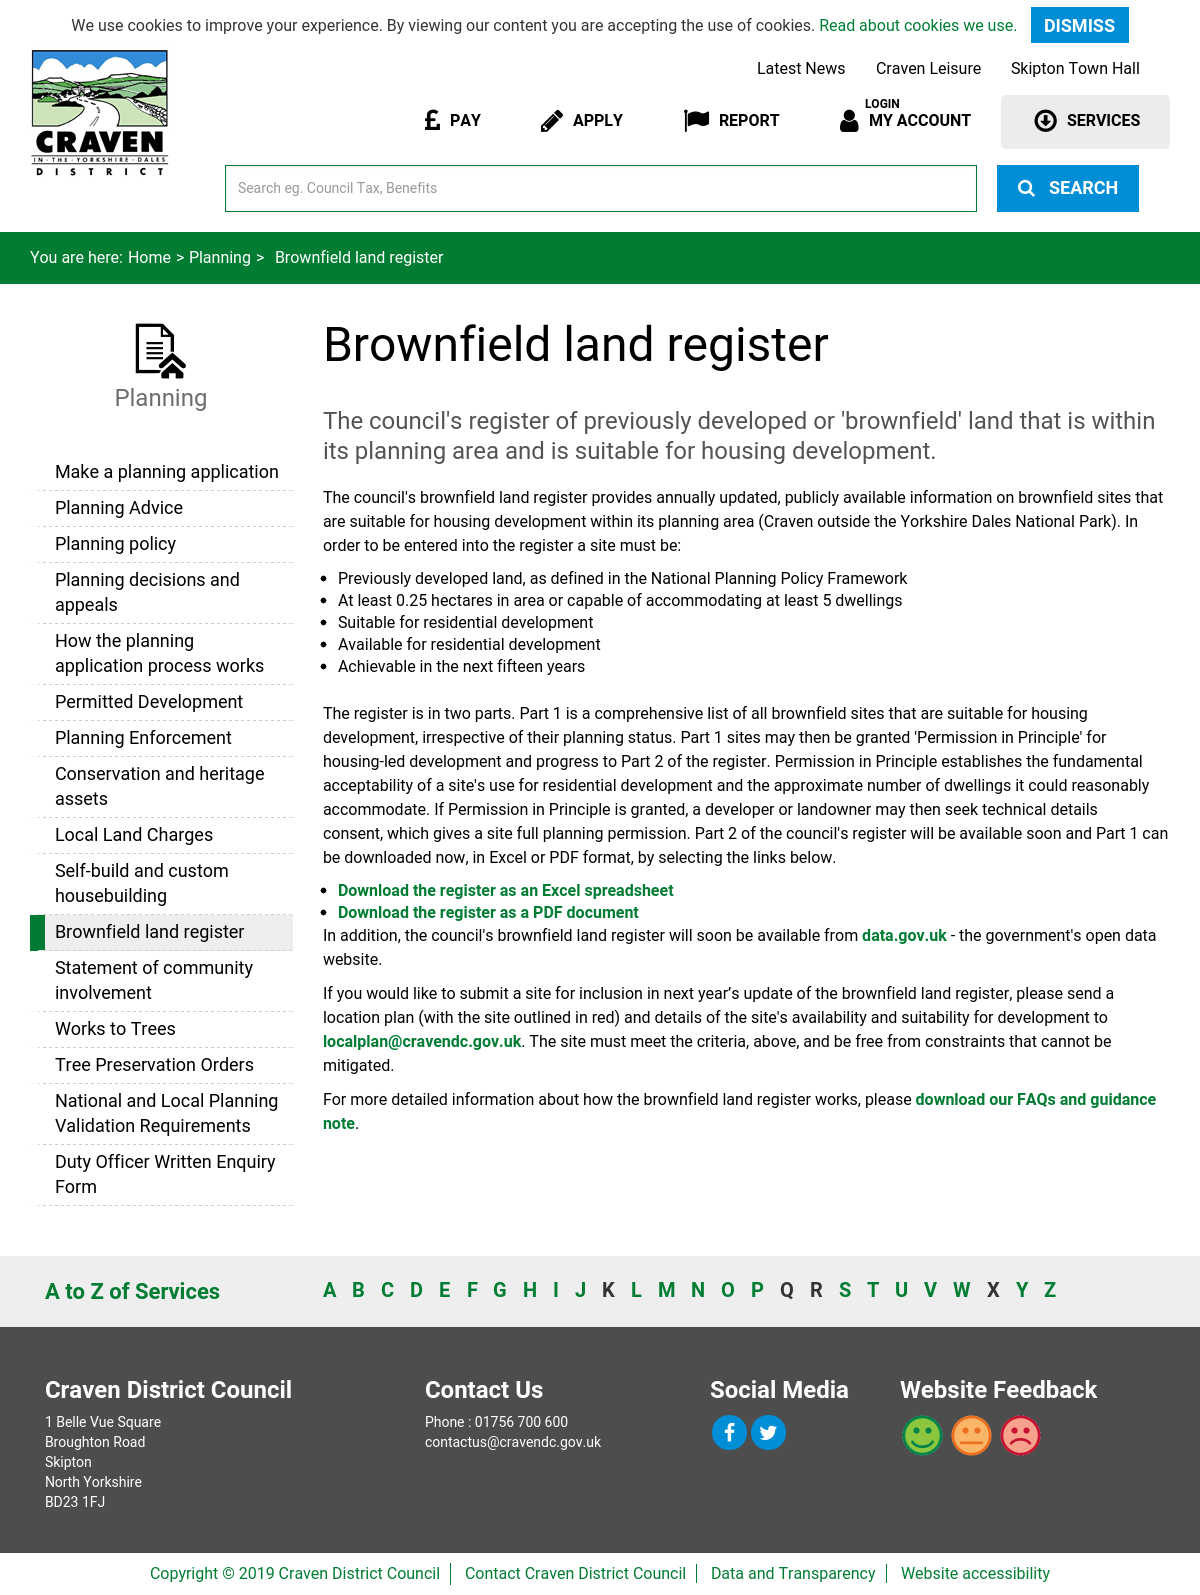 We use cookies to improve your experience. By viewing our content you are accepting the use of cookies. Read about cookies we use. DISMISS
Latest News Craven Leisure Skipton Town Hall
CRAVEN
IN-THE-YORKSHIRE-DALES
DISTRICT
£ PAY APPLY REPORT LOGIN MY ACCOUNT SERVICES
Search eg. Council Tax, Benefits SEARCH
You are here: Home > Planning > Brownfield land register
Planning
Make a planning application
Planning Advice
Planning policy
Planning decisions and
appeals
How the planning
application process works
Permitted Development
Planning Enforcement
Conservation and heritage
assets
Local Land Charges
Self-build and custom
housebuilding
Brownfield land register
Statement of community
involvement
Works to Trees
Tree Preservation Orders
National and Local Planning
Validation Requirements
Duty Officer Written Enquiry
Form
Brownfield land register
The council's register of previously developed or 'brownfield' land that is within
its planning area and is suitable for housing development.
The council's brownfield land register provides annually updated, publicly available information on brownfield sites that
are suitable for housing development within its planning area (Craven outside the Yorkshire Dales National Park). In
order to be entered into the register a site must be:
• Previously developed land, as defined in the National Planning Policy Framework
• At least 0.25 hectares in area or capable of accommodating at least 5 dwellings
• Suitable for residential development
• Available for residential development
• Achievable in the next fifteen years
The register is in two parts. Part 1 is a comprehensive list of all brownfield sites that are suitable for housing
development, irrespective of their planning status. Part 1 sites may then be granted 'Permission in Principle' for
housing-led development and progress to Part 2 of the register. Permission in Principle establishes the fundamental
acceptability of a site's use for residential development and the approximate number of dwellings it could reasonably
accommodate. If Permission in Principle is granted, a developer or landowner may then seek technical details
consent, which gives a site full planning permission. Part 2 of the council's register will be available soon and Part 1 can
be downloaded now, in Excel or PDF format, by selecting the links below.
• Download the register as an Excel spreadsheet
• Download the register as a PDF document
In addition, the council's brownfield land register will soon be available from data.gov.uk - the government's open data
website.
If you would like to submit a site for inclusion in next year’s update of the brownfield land register, please send a
location plan (with the site outlined in red) and details of the site's availability and suitability for development to
localplan@cravendc.gov.uk. The site must meet the criteria, above, and be free from constraints that cannot be
mitigated.
For more detailed information about how the brownfield land register works, please download our FAQs and guidance
note.
A to Z of Services A B C D E F G H I J K L M N O P Q R S T U V W X Y Z
Craven District Council
1 Belle Vue Square
Broughton Road
Skipton
North Yorkshire
BD23 1FJ
Contact Us
Phone : 01756 700 600
contactus@cravendc.gov.uk
Social Media
Website Feedback
Copyright © 2019 Craven District Council Contact Craven District Council Data and Transparency Website accessibility